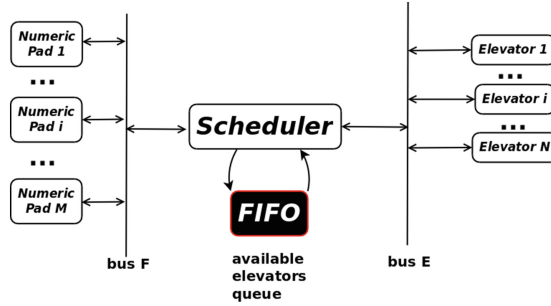 Numeric
Pad 1
...
Numeric
Pad i
...
Numeric
Pad M
bus F
Scheduler
FIFO
available
elevators
queue
bus E
Elevator 1
...
Elevator i
...
Elevator N